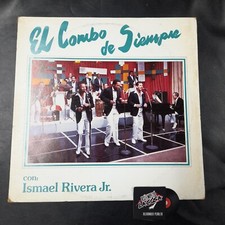 El Combo
de Siempre
con:
Ismael Rivera Jr.